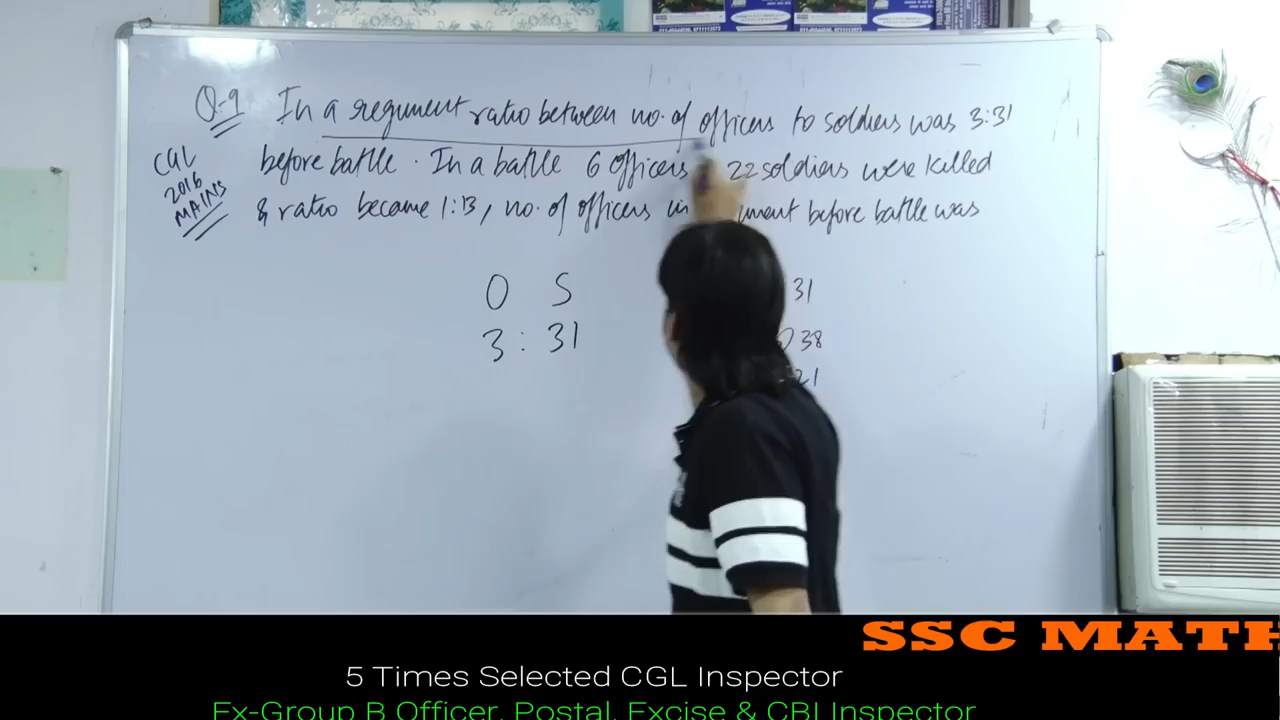 Q-9 In a regiment ratio between no. of officers to soldiers was 3:31
CGL 2016 MAINS
before battle. In a battle 6 officers 22 soldiers were killed
& ratio became 1:13, no. of officers in before battle was
O S
3 : 31
31
38
21
SSC MATH
5 Times Selected CGL Inspector
Ex-Group B Officer, Postal, Excise & CBI Inspector